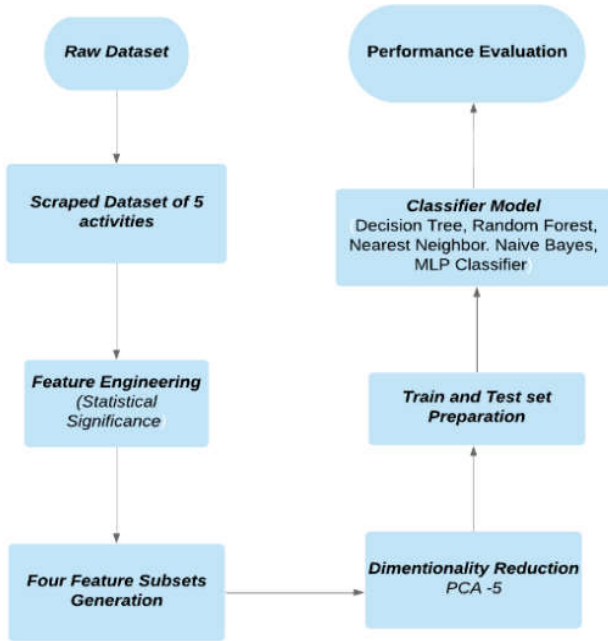 Raw Dataset
Scraped Dataset of 5
activities
Feature Engineering
(Statistical
Significance)
Four Feature Subsets
Generation
Dimentionality Reduction
PCA -5
Train and Test set
Preparation
Classifier Model
(Decision Tree, Random Forest,
Nearest Neighbor. Naive Bayes,
MLP Classifier)
Performance Evaluation